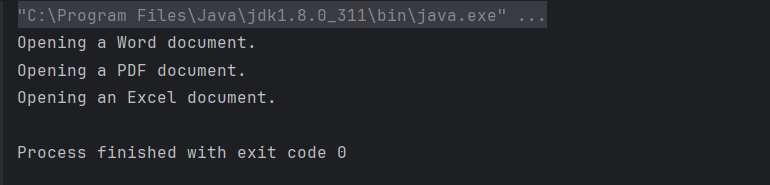 "C:\Program Files\Java\jdk1.8.0_311\bin\java.exe" ...
Opening a Word document.
Opening a PDF document.
Opening an Excel document.
Process finished with exit code 0